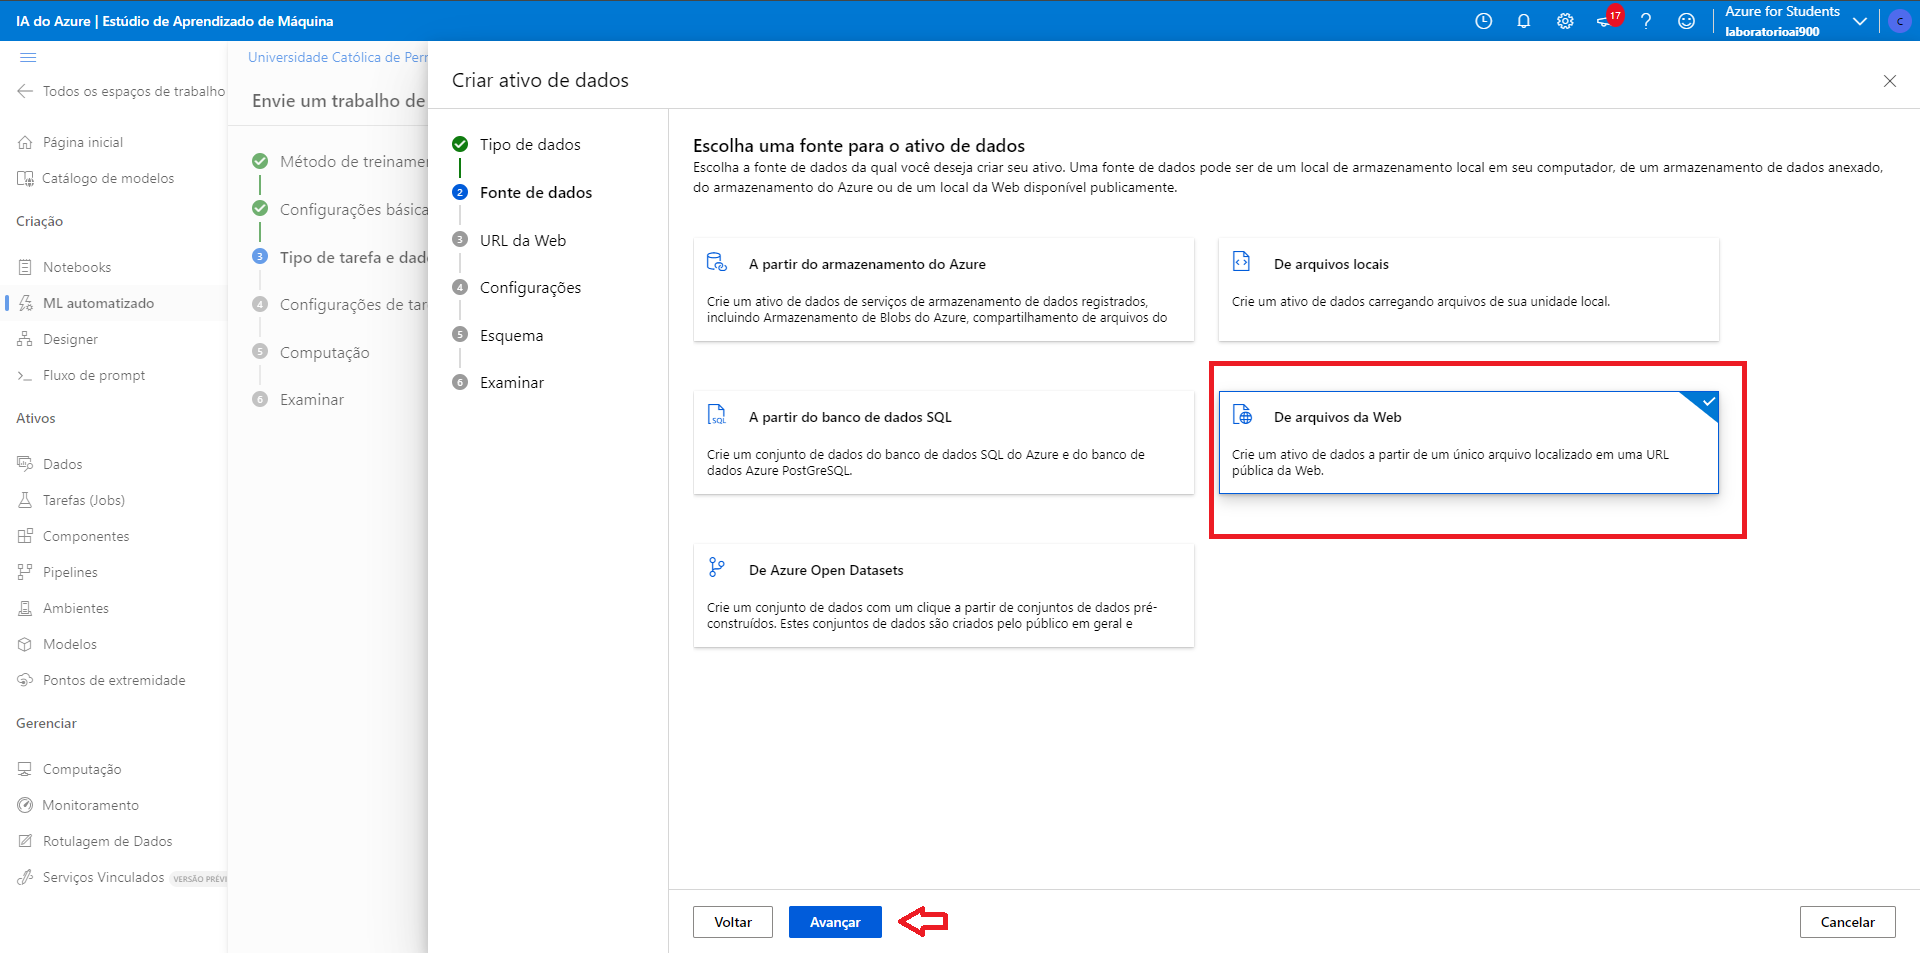 IA do Azure | Estúdio de Aprendizado de Máquina
17
Azure for Students
laboratorioai900
C
Todos os espaços de trabalho
Página inicial
Catálogo de modelos
Criação
Notebooks
ML automatizado
Designer
Fluxo de prompt
Ativos
Dados
Tarefas (Jobs)
Componentes
Pipelines
Ambientes
Modelos
Pontos de extremidade
Gerenciar
Computação
Monitoramento
Rotulagem de Dados
Serviços Vinculados VERSÃO PRÉVI
Universidade Católica de Perr
Envie um trabalho de
Método de treinamer
Configurações básica
3 Tipo de tarefa e dad
4 Configurações de tar
5 Computação
6 Examinar
Criar ativo de dados
Tipo de dados
2 Fonte de dados
3 URL da Web
4 Configurações
5 Esquema
6 Examinar
Escolha uma fonte para o ativo de dados
Escolha a fonte de dados da qual você deseja criar seu ativo. Uma fonte de dados pode ser de um local de armazenamento local em seu computador, de um armazenamento de dados anexado,
do armazenamento do Azure ou de um local da Web disponível publicamente.
A partir do armazenamento do Azure
Crie um ativo de dados de serviços de armazenamento de dados registrados,
incluindo Armazenamento de Blobs do Azure, compartilhamento de arquivos do
De arquivos locais
Crie um ativo de dados carregando arquivos de sua unidade local.
SQL
A partir do banco de dados SQL
Crie um conjunto de dados do banco de dados SQL do Azure e do banco de
dados Azure PostGreSQL.
De arquivos da Web
Crie um ativo de dados a partir de um único arquivo localizado em uma URL
pública da Web.
De Azure Open Datasets
Crie um conjunto de dados com um clique a partir de conjuntos de dados pré-
construídos. Estes conjuntos de dados são criados pelo público em geral e
Voltar
Avançar
Cancelar